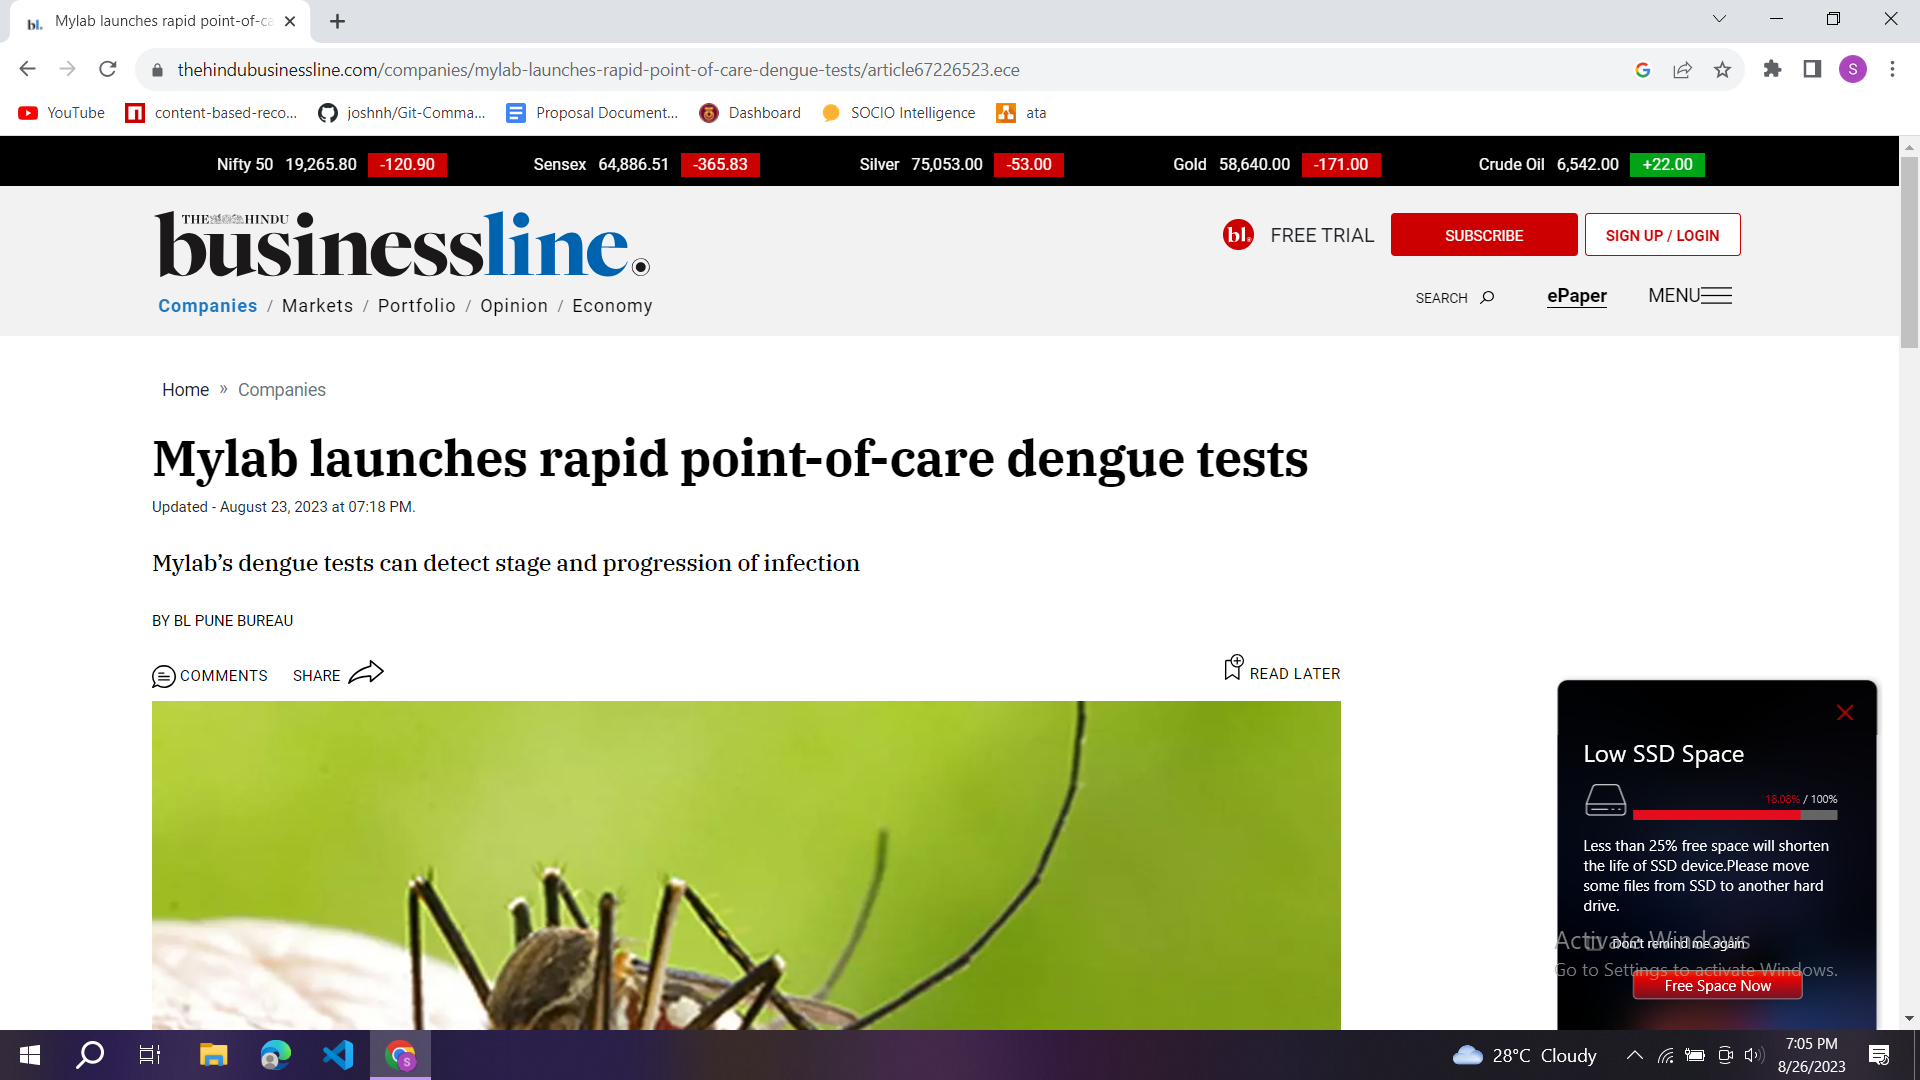 Mylab launches rapid point-of-ca
thehindubusinessline.com/companies/mylab-launches-rapid-point-of-care-dengue-tests/article67226523.ece
S
YouTube content-based-reco... joshnh/Git-Comma... Proposal Document... Dashboard SOCIO Intelligence ata
Nifty 50 19,265.80 -120.90 Sensex 64,886.51 -365.83 Silver 75,053.00 -53.00 Gold 58,640.00 -171.00 Crude Oil 6,542.00 +22.00
THE HINDU
businessline.
bl. FREE TRIAL SUBSCRIBE SIGN UP / LOGIN
Companies / Markets / Portfolio / Opinion / Economy
SEARCH ePaper MENU
Home » Companies
Mylab launches rapid point-of-care dengue tests
Updated - August 23, 2023 at 07:18 PM.
Mylab’s dengue tests can detect stage and progression of infection
BY BL PUNE BUREAU
COMMENTS SHARE READ LATER
Low SSD Space
18.08% / 100%
Less than 25% free space will shorten
the life of SSD device.Please move
some files from SSD to another hard
drive.
Don't remind me again
Activate Windows
Go to Settings to activate Windows.
Free Space Now
28°C Cloudy
7:05 PM
8/26/2023